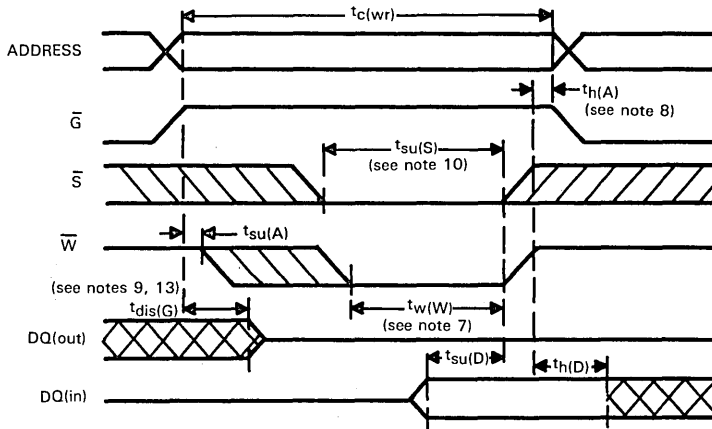 tc(wr)
ADDRESS
th(A)
(see note 8)
G̅
tsu(S)
(see note 10)
S̅
tsu(A)
W̅
(see notes 9, 13)
tw(W)
(see note 7)
tdis(G)
DQ(out)
tsu(D)
th(D)
DQ(in)